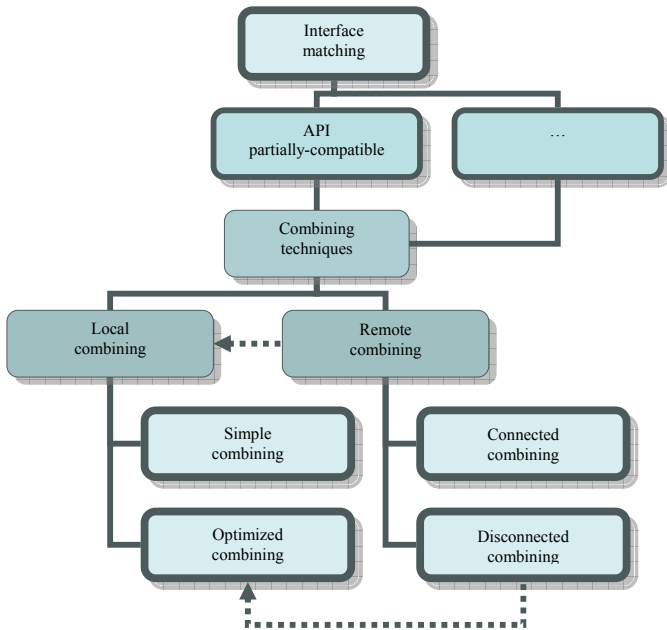 Interface
matching
API
partially-compatible
…
Combining
techniques
Local
combining
Remote
combining
Simple
combining
Connected
combining
Optimized
combining
Disconnected
combining